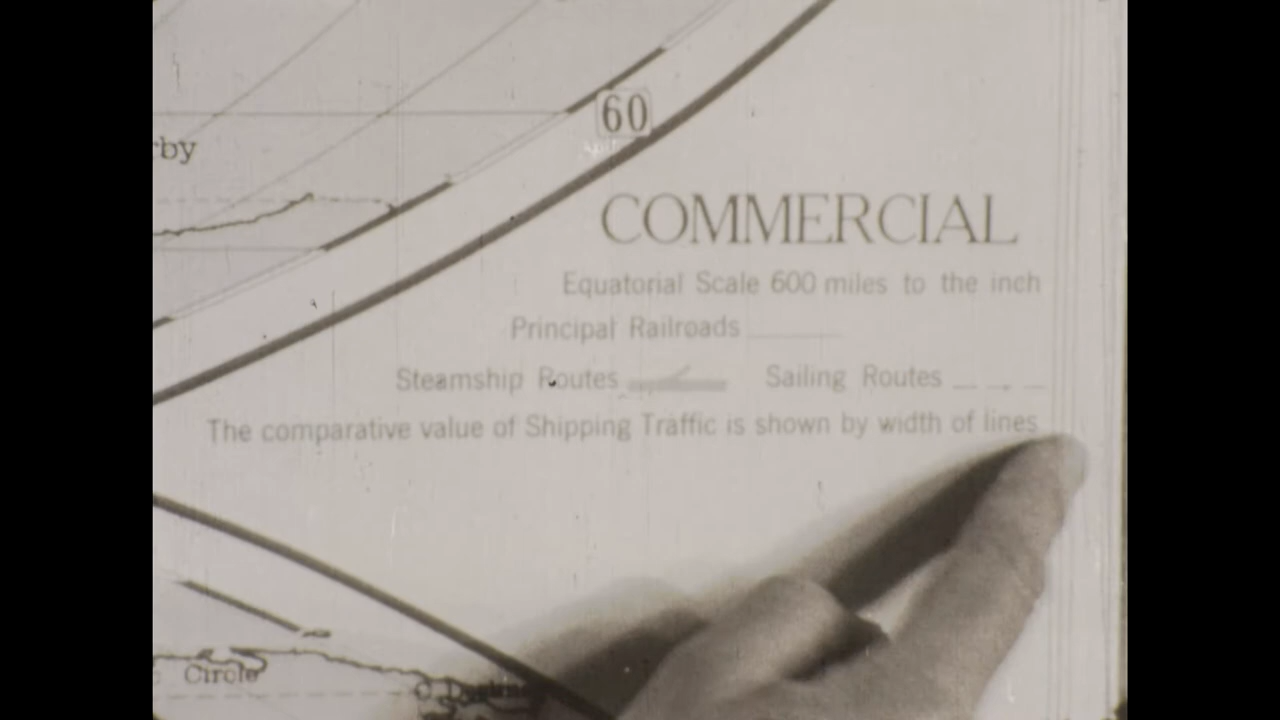 60
rby
COMMERCIAL
Equatorial Scale 600 miles to the inch
Principal Railroads
Steamship Routes Sailing Routes
The comparative value of Shipping Traffic is shown by width of lines
Circle